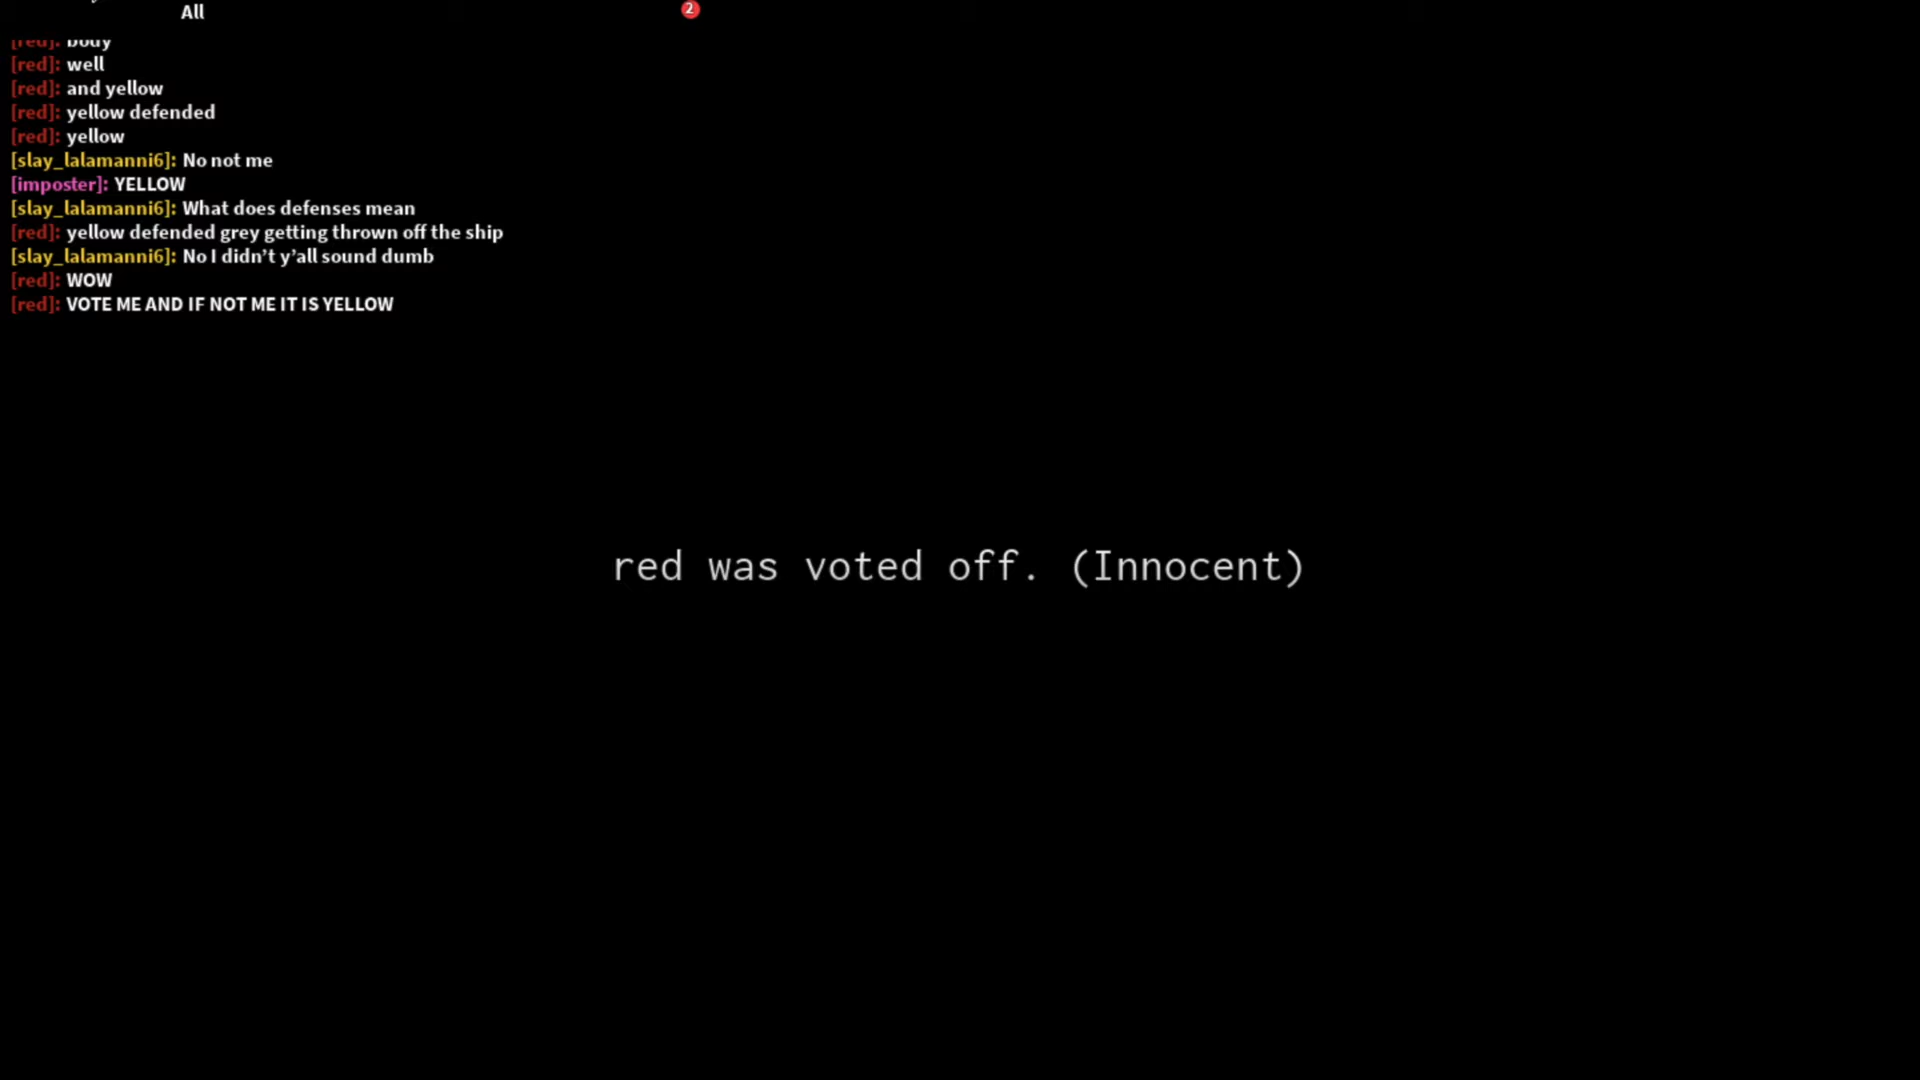 All
2
[red]: body
[red]: well
[red]: and yellow
[red]: yellow defended
[red]: yellow
[slay_lalamanni6]: No not me
[imposter]: YELLOW
[slay_lalamanni6]: What does defenses mean
[red]: yellow defended grey getting thrown off the ship
[slay_lalamanni6]: No I didn’t y’all sound dumb
[red]: WOW
[red]: VOTE ME AND IF NOT ME IT IS YELLOW
red was voted off. (Innocent)